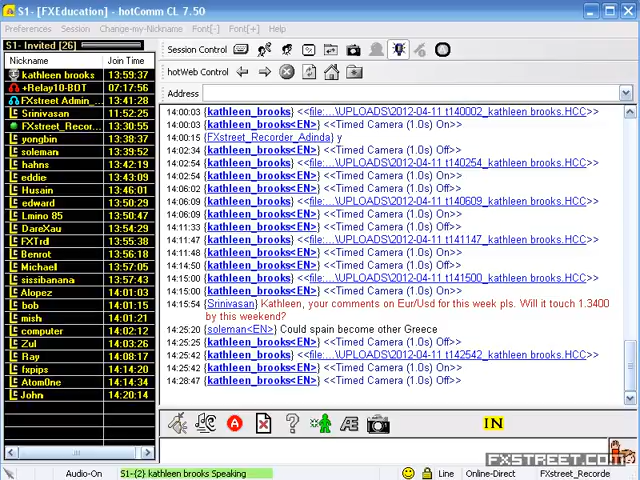 S1- [FXEducation] - hotComm CL 7.50
Preferences Session Change-my-Nickname Font[-] Font[+] Help
S1- Invited [26]
Session Control
Nickname Join Time
hotWeb Control
Address
kathleen brooks 13:59:37
+Relay10-BOT 07:17:56
FXstreet Admin_... 13:41:28
Srinivasan 11:52:25
FXstreet_Recor... 13:30:55
yongbin 13:38:37
solemar 13:39:52
hahns 13:42:19
eddie 13:43:09
Husain 13:46:01
edward 13:50:29
Lmino 85 13:50:47
DareXau 13:54:29
FXTrd 13:55:38
Benrot 13:56:18
Michael 13:57:05
sissibanana 13:57:43
Alopez 14:01:03
bob 14:01:15
mish 14:01:21
computer 14:02:12
Zul 14:03:26
Ray 14:08:17
fxpips 14:14:20
AtomOne 14:13:34
John 14:20:14
14:00:03 {kathleen_brooks} <<file:...\UPLOADS\2012-04-11 t140002_kathleen brooks.HCC>>
14:00:03 {kathleen_brooks<EN>} <<Timed Camera (1.0s) On>>
14:00:15 {FXstreet_Recorder_Adinda} y
14:02:34 {kathleen_brooks<EN>} <<Timed Camera (1.0s) Off>>
14:02:54 {kathleen_brooks} <<file:...\UPLOADS\2012-04-11 t140254_kathleen brooks.HCC>>
14:02:54 {kathleen_brooks<EN>} <<Timed Camera (1.0s) On>>
14:06:02 {kathleen_brooks<EN>} <<Timed Camera (1.0s) Off>>
14:06:09 {kathleen_brooks} <<file:...\UPLOADS\2012-04-11 t140609_kathleen brooks.HCC>>
14:06:09 {kathleen_brooks<EN>} <<Timed Camera (1.0s) On>>
14:11:33 {kathleen_brooks<EN>} <<Timed Camera (1.0s) Off>>
14:11:47 {kathleen_brooks} <<file:...\UPLOADS\2012-04-11 t141147_kathleen brooks.HCC>>
14:11:47 {kathleen_brooks<EN>} <<Timed Camera (1.0s) On>>
14:14:50 {kathleen_brooks<EN>} <<Timed Camera (1.0s) Off>>
14:15:00 {kathleen_brooks} <<file:...\UPLOADS\2012-04-11 t141500_kathleen brooks.HCC>>
14:15:00 {kathleen_brooks<EN>} <<Timed Camera (1.0s) On>>
14:15:54 {Srinivasan} Kathleen, your comments on Eur/Usd for this week pls. Will it touch 1.3400
by this weekend?
14:25:20 {soleman<EN>} Could spain become other Greece
14:25:25 {kathleen_brooks<EN>} <<Timed Camera (1.0s) Off>>
14:25:42 {kathleen_brooks} <<file:...\UPLOADS\2012-04-11 t142542_kathleen brooks.HCC>>
14:25:42 {kathleen_brooks<EN>} <<Timed Camera (1.0s) On>>
14:28:47 {kathleen_brooks<EN>} <<Timed Camera (1.0s) Off>>
IN
Audio-On S1-{2} kathleen brooks Speaking Line Online-Direct FXstreet_Recorde